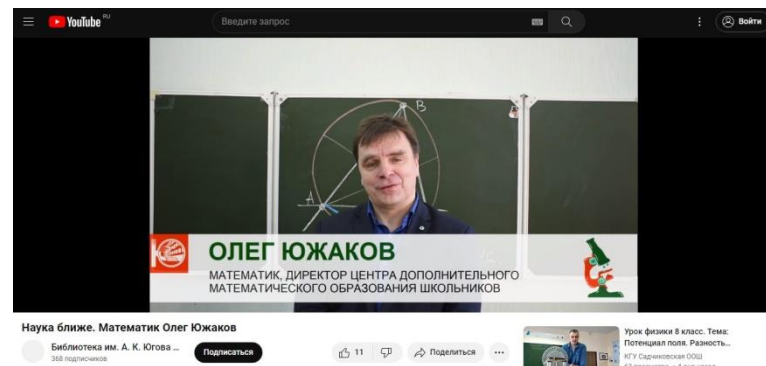 YouTube RU
Введите запрос
Войти
B
A
ОЛЕГ ЮЖАКОВ
МАТЕМАТИК, ДИРЕКТОР ЦЕНТРА ДОПОЛНИТЕЛЬНОГО
МАТЕМАТИЧЕСКОГО ОБРАЗОВАНИЯ ШКОЛЬНИКОВ
Наука ближе. Математик Олег Южаков
Библиотека им. А. К. Югова ...
368 подписчиков
Подписаться
11
Поделиться
Урок физики 8 класс. Тема:
Потенциал поля. Разность...
КГУ Садчиковская ООШ